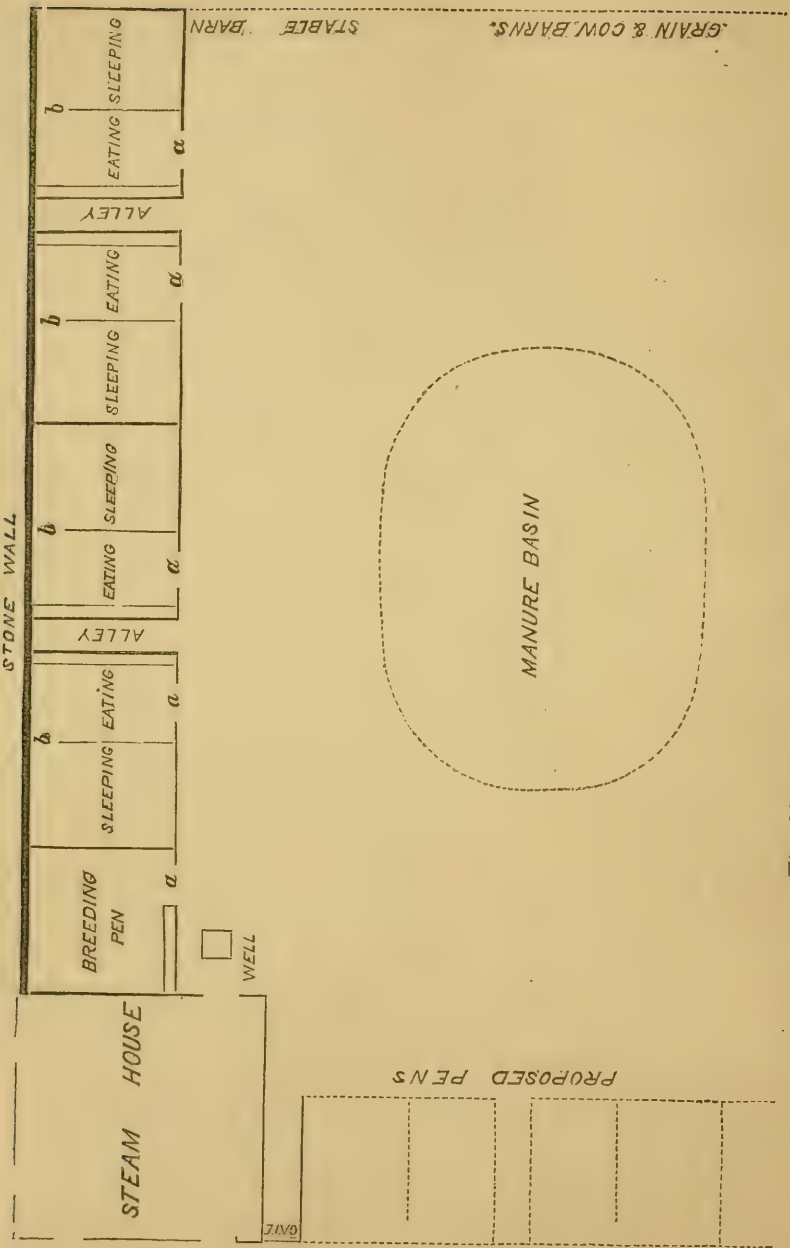 STONE WALL
STEAM HOUSE
BREEDING
PEN
a
SLEEPING
EATING
b
a
ALLEY
EATING
SLEEPING
b
a
SLEEPING
EATING
b
a
ALLEY
EATING
SLEEPING
b
a
WELL
STABLE BARN
GRAIN & COW BARNS.
MANURE BASIN
GATE
PROPOSED PENS